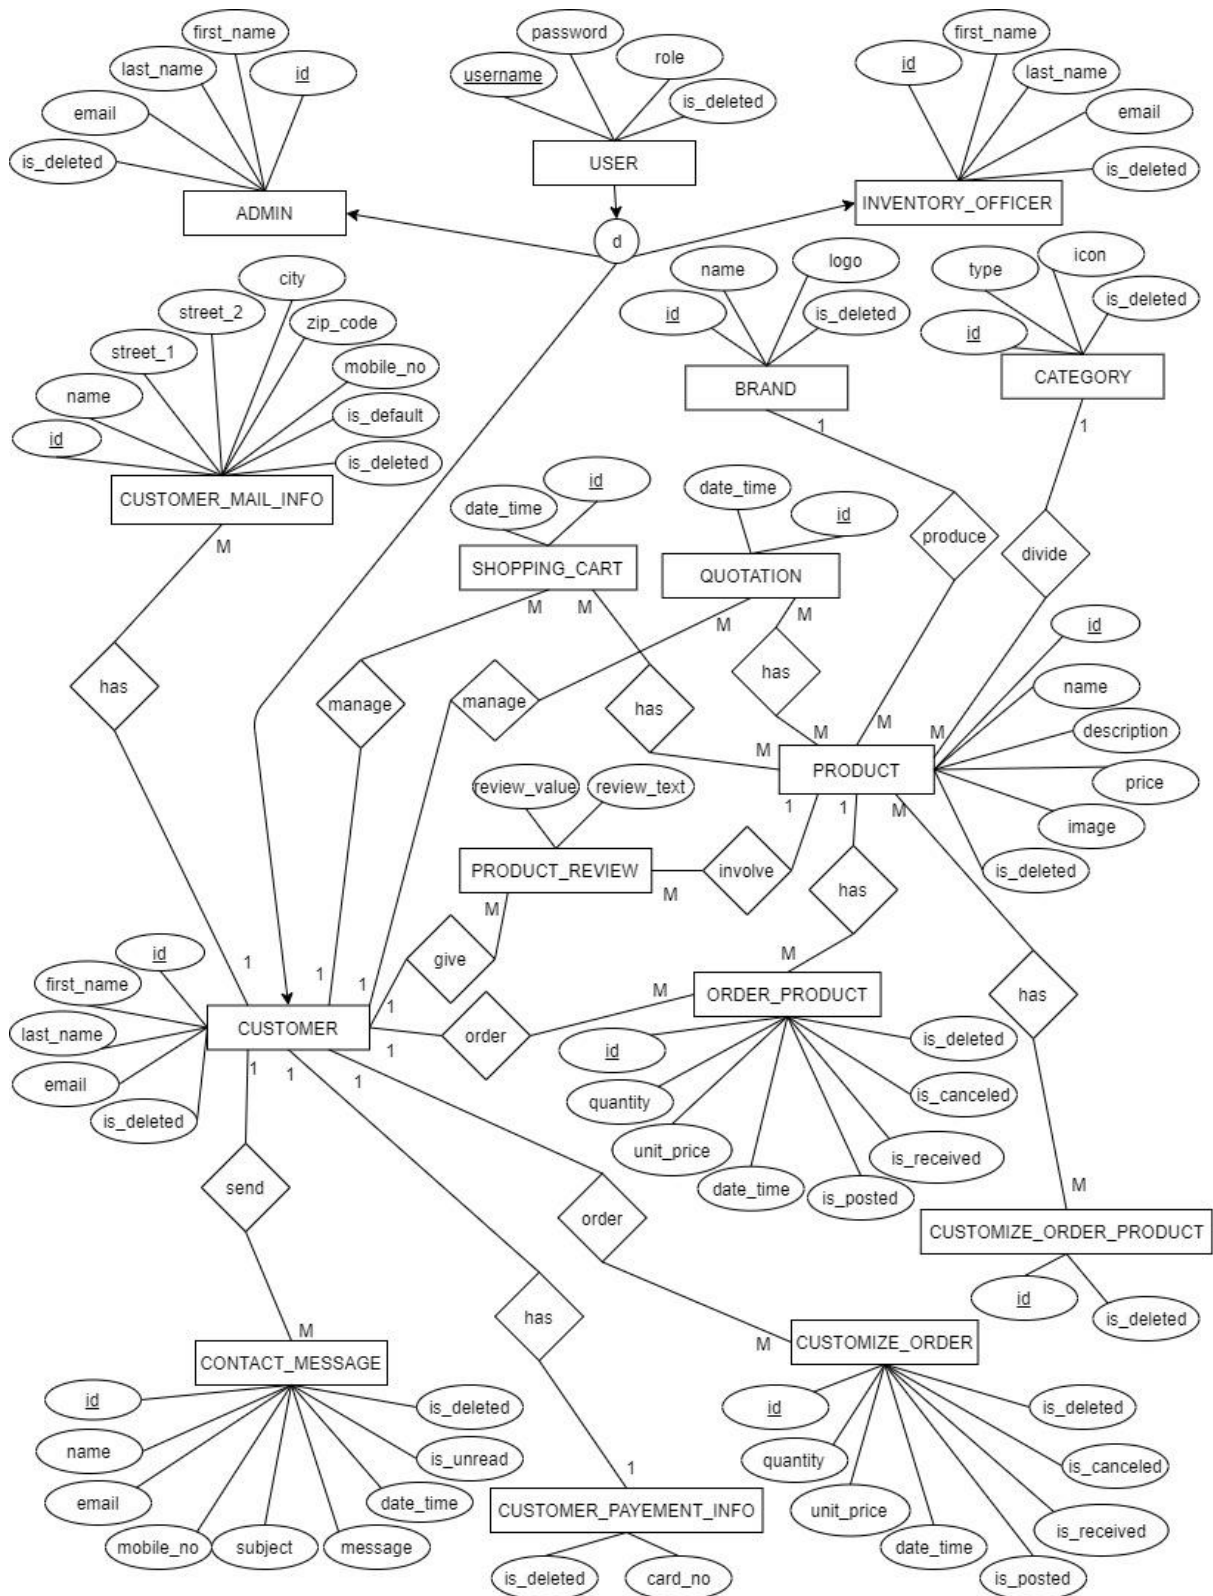 first_name
last_name
id
email
is_deleted
ADMIN
password
role
username
is_deleted
USER
first_name
id
last_name
email
is_deleted
INVENTORY_OFFICER
d
city
street_2
zip_code
street_1
mobile_no
name
is_default
id
is_deleted
CUSTOMER_MAIL_INFO
M
name
logo
id
is_deleted
BRAND
1
icon
type
is_deleted
id
CATEGORY
1
id
date_time
SHOPPING_CART
M
M
date_time
id
QUOTATION
M
M
produce
divide
has
manage
manage
has
has
M
M
M
M
id
name
description
price
image
is_deleted
PRODUCT
1
1
M
review_value
review_text
PRODUCT_REVIEW
M
M
involve
has
give
has
M
M
1
1
1
1
1
id
first_name
last_name
email
is_deleted
CUSTOMER
order
ORDER_PRODUCT
id
quantity
unit_price
date_time
is_posted
is_received
is_canceled
is_deleted
1
1
1
send
order
M
CUSTOMIZE_ORDER_PRODUCT
id
is_deleted
has
M
CONTACT_MESSAGE
id
name
email
mobile_no
subject
message
date_time
is_unread
is_deleted
1
CUSTOMER_PAYEMENT_INFO
is_deleted
card_no
M
CUSTOMIZE_ORDER
id
quantity
unit_price
date_time
is_posted
is_received
is_canceled
is_deleted